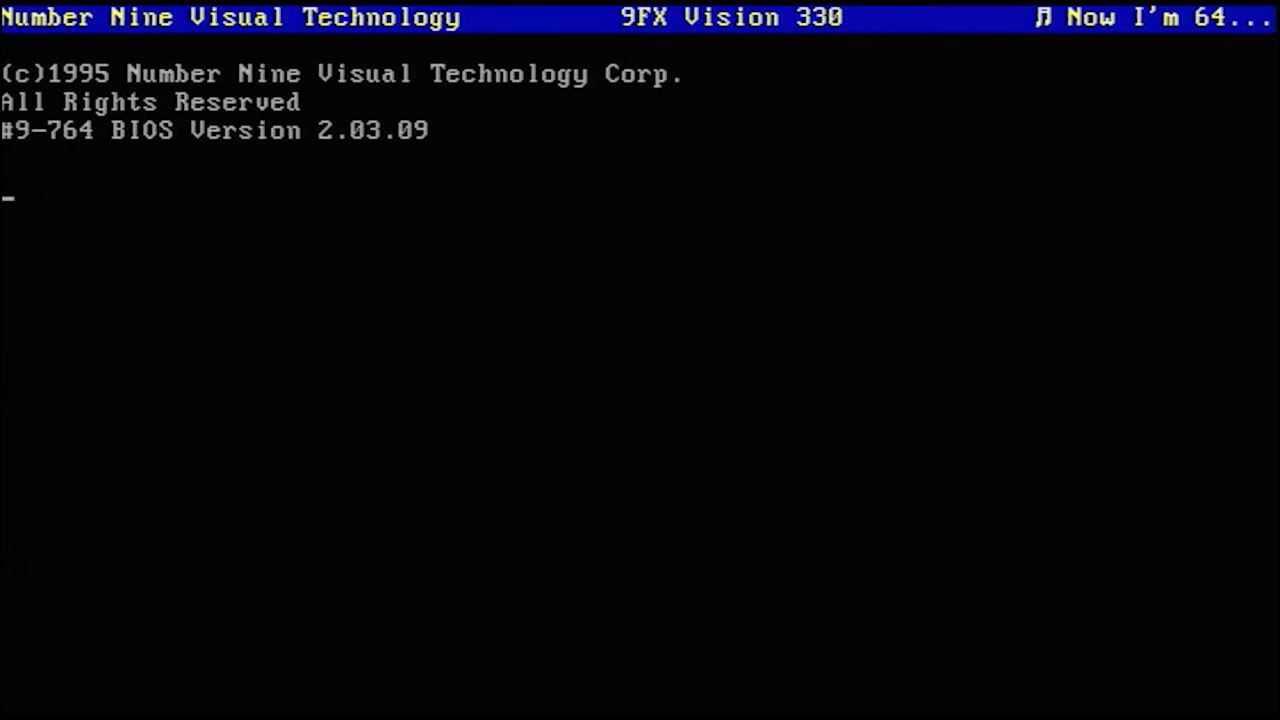 Number Nine Visual Technology 9FX Vision 330 ♬ Now I'm 64...
(c)1995 Number Nine Visual Technology Corp.
All Rights Reserved
#9-764 BIOS Version 2.03.09